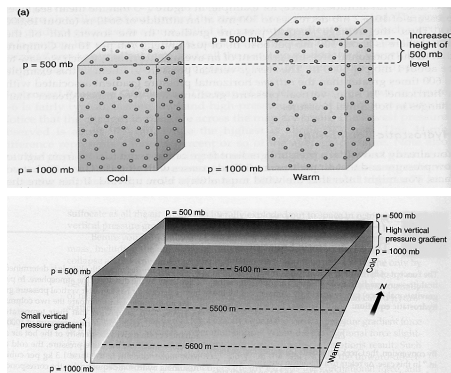 (a)
p = 500 mb
Increased
height of
500 mb
level
p = 500 mb
p = 1000 mb
Cool
p = 1000 mb
Warm
p = 500 mb
p = 500 mb
High vertical
pressure gradient
p = 1000 mb
Cold
p = 500 mb
5400 m
N
5500 m
Small vertical
pressure gradient
5600 m
Warm
p = 1000 mb